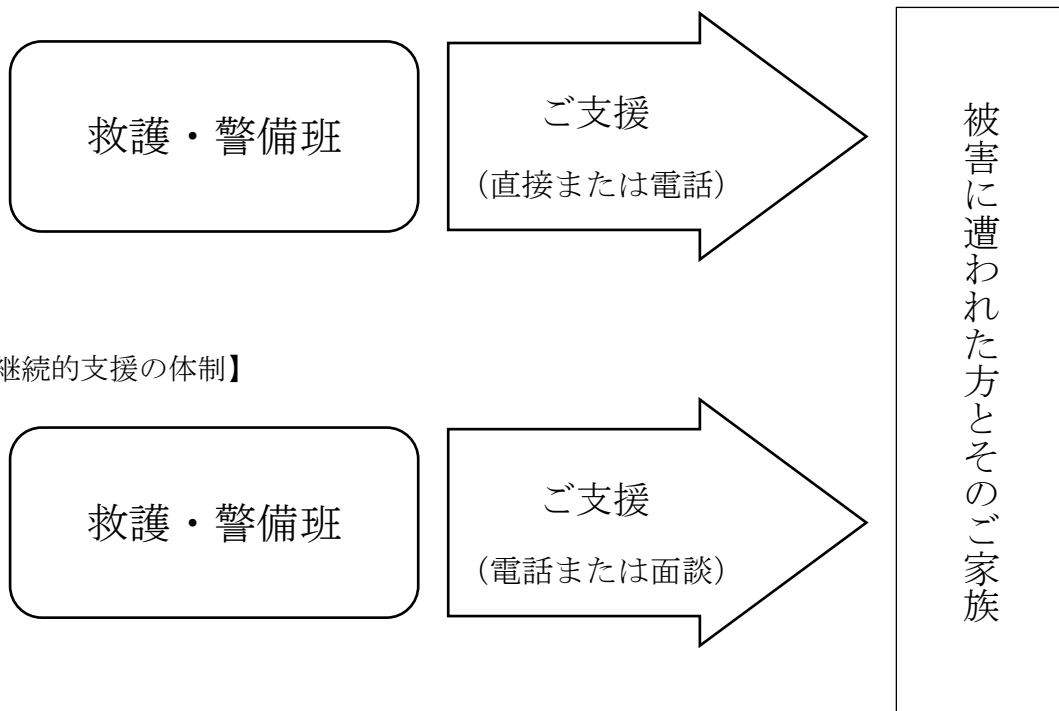 救護・警備班
ご支援
（直接または電話）
継続的支援の体制】
救護・警備班
ご支援
（電話または面談）
被害に遭われた方とそのご家族